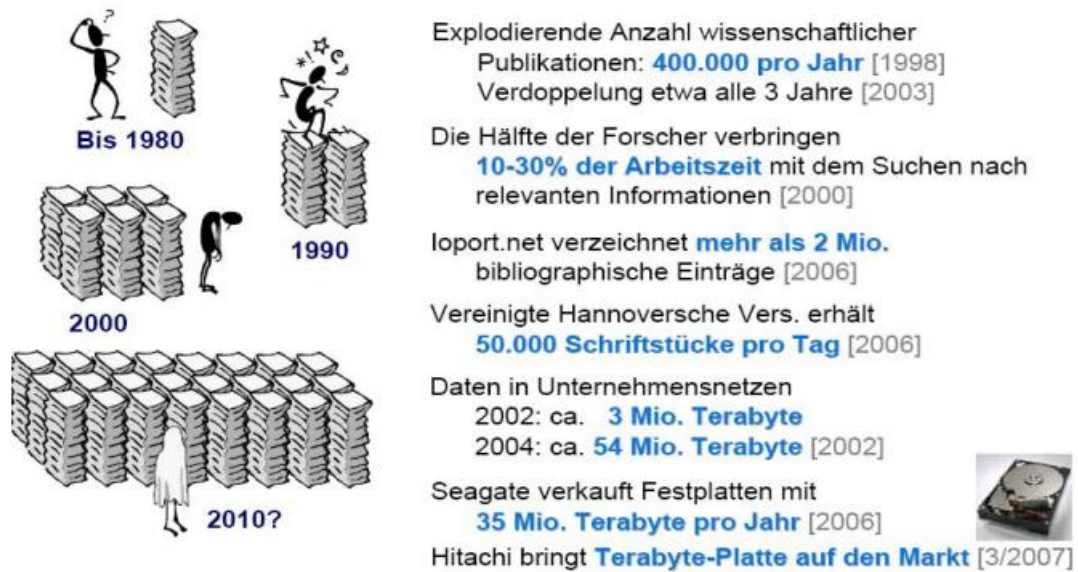 ?
Bis 1980
*!☆@,
1990
2000
2010?
Explodierende Anzahl wissenschaftlicher
Publikationen: 400.000 pro Jahr [1998]
Verdoppelung etwa alle 3 Jahre [2003]
Die Hälfte der Forscher verbringen
10-30% der Arbeitszeit mit dem Suchen nach
relevanten Informationen [2000]
Ioport.net verzeichnet mehr als 2 Mio.
bibliographische Einträge [2006]
Vereinigte Hannoversche Vers. erhält
50.000 Schriftstücke pro Tag [2006]
Daten in Unternehmensnetzen
2002: ca. 3 Mio. Terabyte
2004: ca. 54 Mio. Terabyte [2002]
Seagate verkauft Festplatten mit
35 Mio. Terabyte pro Jahr [2006]
Hitachi bringt Terabyte-Platte auf den Markt [3/2007]